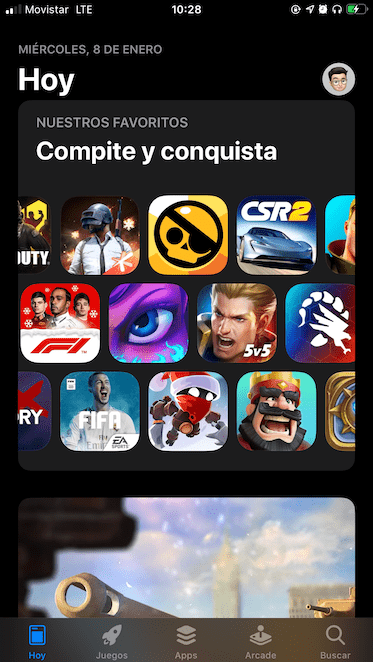 Movistar LTE 10:28
MIÉRCOLES, 8 DE ENERO
Hoy
NUESTROS FAVORITOS
Compite y conquista
DUTY.
CSR2
F1
5v5
RY
FIFA
EA
SPORTS
Hoy Juegos Apps Arcade Buscar